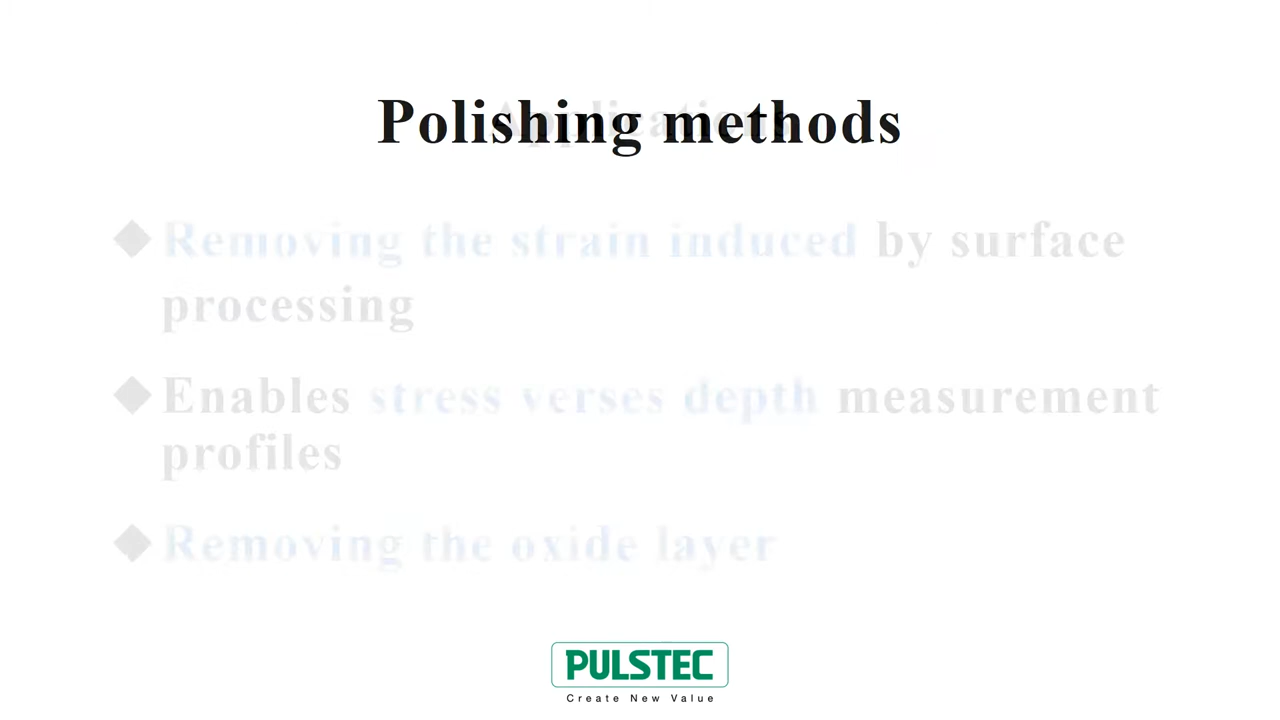 Polishing methods
Applications
Removing the strain induced by surface
processing
Enables stress verses depth measurement
profiles
Removing the oxide layer
PULSTEC
Create New Value